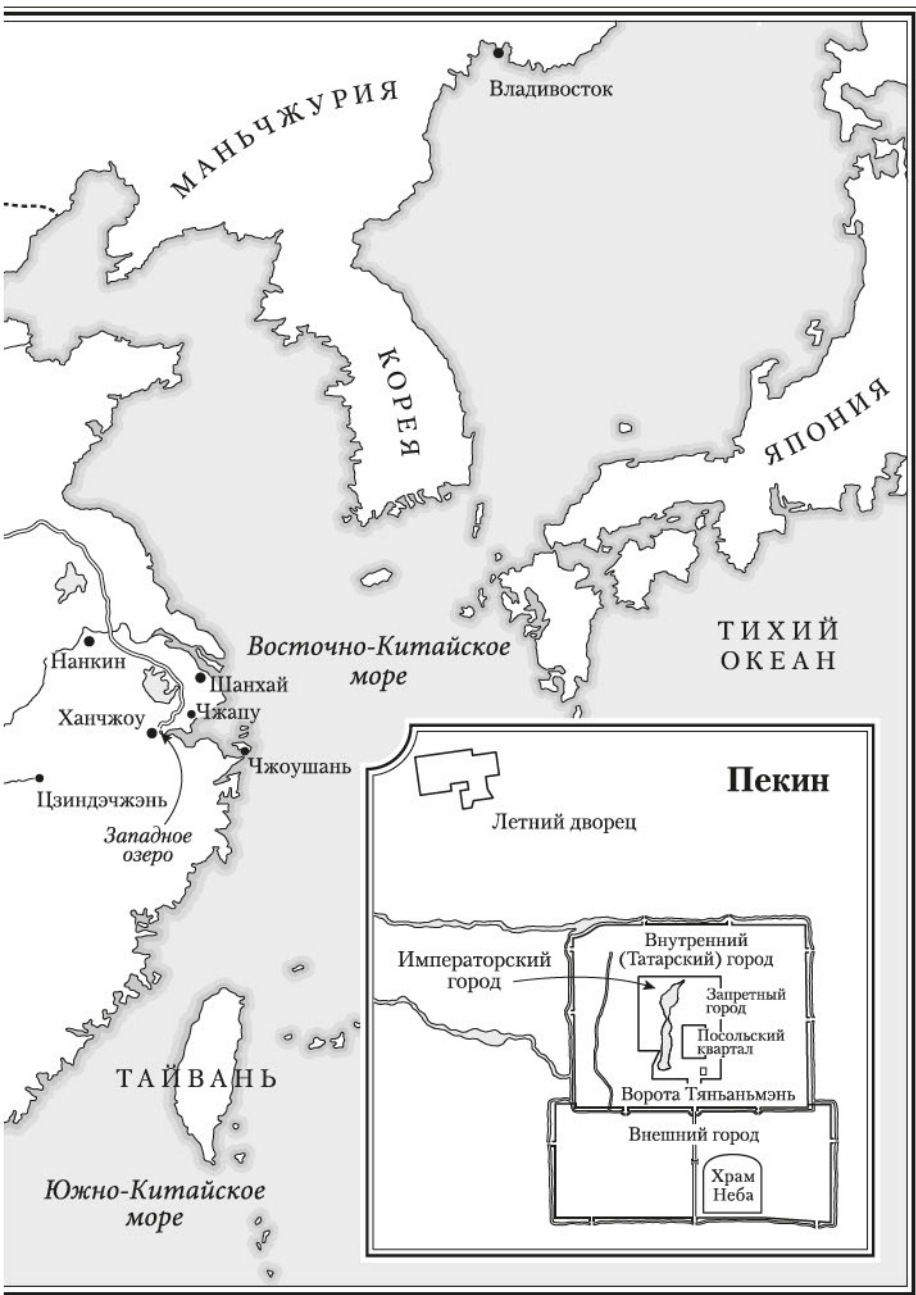 Владивосток
МАНЬЧЖУРИЯ
КОРЕЯ
ЯПОНИЯ
ТИХИЙ
ОКЕАН
Восточно-Китайское
море
Нанкин
Шанхай
Чжапу
Ханчжоу
Чжоушань
Цзиндэчжэнь
Западное
озеро
ТАЙВАНЬ
Южно-Китайское
море
Пекин
Летний дворец
Императорский
город
Внутренний
(Татарский) город
Запретный
город
Посольский
квартал
Ворота Тяньаньмэнь
Внешний город
Храм
Неба